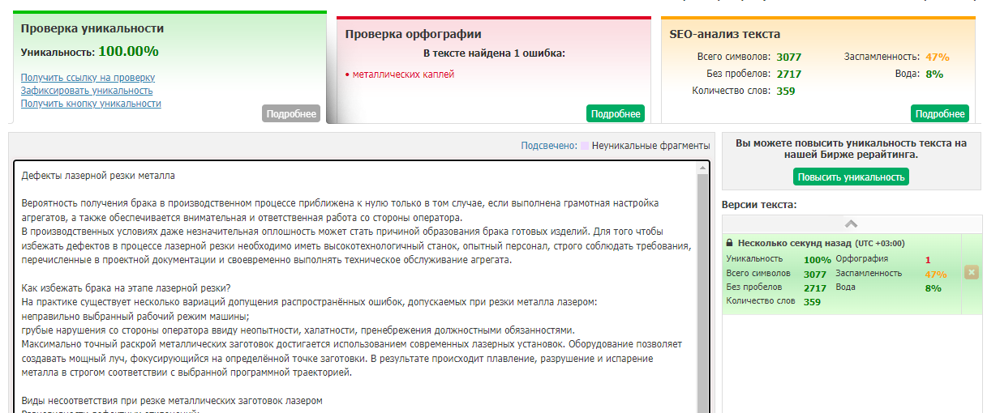 Проверка уникальности
Уникальность: 100.00%
Получить ссылку на проверку
Зафиксировать уникальность
Получить кнопку уникальности
Подробнее
Проверка орфографии
В тексте найдена 1 ошибка:
• металлических каплей
Подробнее
SEO-анализ текста
Всего символов: 3077
Заспамленность: 47%
Без пробелов: 2717
Вода: 8%
Количество слов: 359
Подробнее
Подсвечено: Неуникальные фрагменты
Дефекты лазерной резки металла
Вероятность получения брака в производственном процессе приближена к нулю только в том случае, если выполнена грамотная настройка
агрегатов, а также обеспечивается внимательная и ответственная работа со стороны оператора.
В производственных условиях даже незначительная оплошность может стать причиной образования брака готовых изделий. Для того чтобы
избежать дефектов в процессе лазерной резки необходимо иметь высокотехнологичный станок, опытный персонал, строго соблюдать требования,
перечисленные в проектной документации и своевременно выполнять техническое обслуживание агрегата.
Как избежать брака на этапе лазерной резки?
На практике существует несколько вариаций допущения распространённых ошибок, допускаемых при резки металла лазером:
неправильно выбранный рабочий режим машины;
грубые нарушения со стороны оператора ввиду неопытности, халатности, пренебрежения должностными обязанностями.
Максимально точный раскрой металлических заготовок достигается использованием современных лазерных установок. Оборудование позволяет
создавать мощный луч, фокусирующийся на определённой точке заготовки. В результате происходит плавление, разрушение и испарение
металла в строгом соответствии с выбранной программной траекторией.
Виды несоответствия при резке металлических заготовок лазером
Вы можете повысить уникальность текста на
нашей Бирже рерайтинга.
Повысить уникальность
Версии текста:
Несколько секунд назад (UTC +03:00)
Уникальность 100% Орфография 1
Всего символов 3077 Заспамленность 47%
Без пробелов 2717 Вода 8%
Количество слов 359